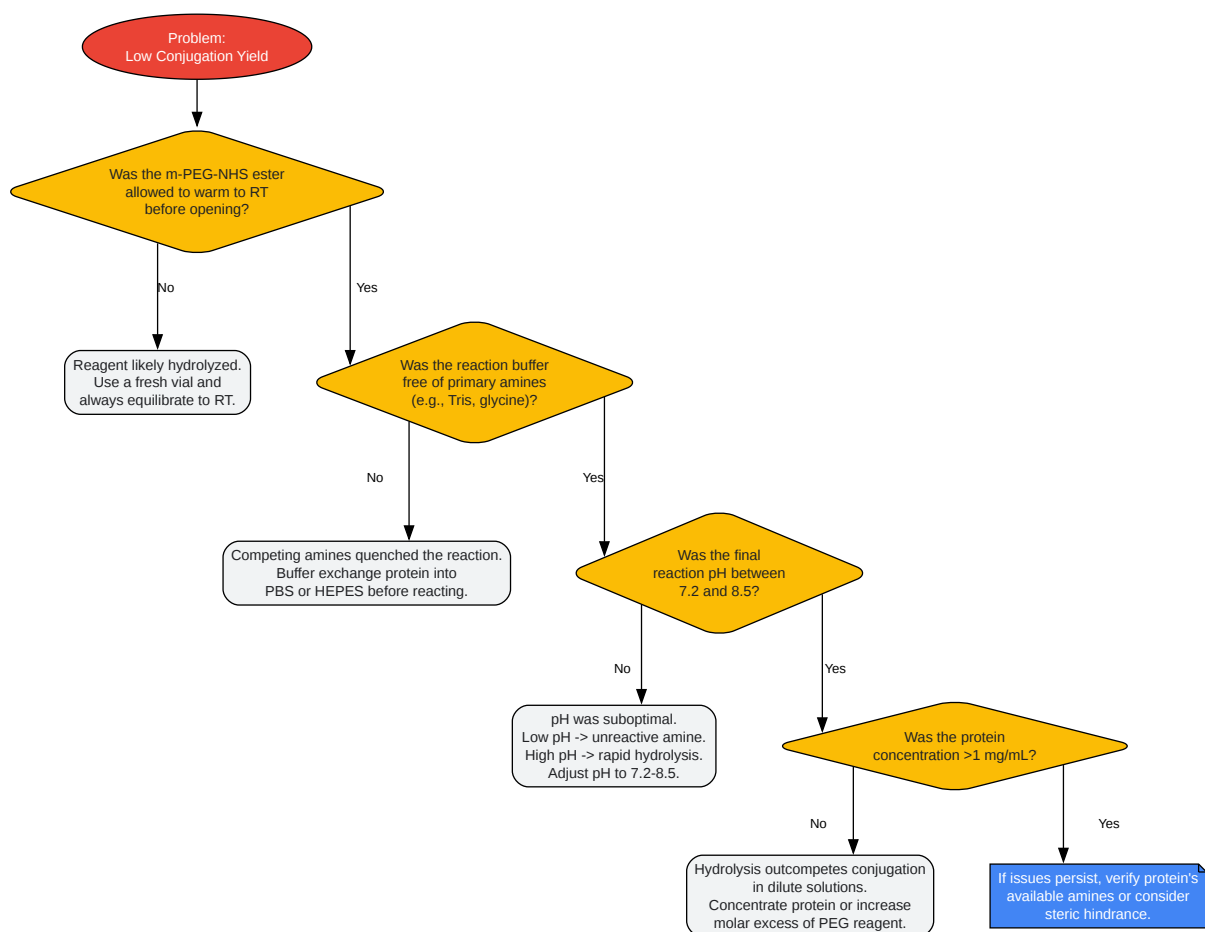 Problem:
Low Conjugation Yield
Was the m-PEG-NHS ester
allowed to warm to RT
before opening?
No
Yes
Reagent likely hydrolyzed.
Use a fresh vial and
always equilibrate to RT.
Was the reaction buffer
free of primary amines
(e.g., Tris, glycine)?
No
Yes
Competing amines quenched the reaction.
Buffer exchange protein into
PBS or HEPES before reacting.
Was the final
reaction pH between
7.2 and 8.5?
No
Yes
pH was suboptimal.
Low pH -> unreactive amine.
High pH -> rapid hydrolysis.
Adjust pH to 7.2-8.5.
Was the protein
concentration >1 mg/mL?
No
Yes
Hydrolysis outcompetes conjugation
in dilute solutions.
Concentrate protein or increase
molar excess of PEG reagent.
If issues persist, verify protein's
available amines or consider
steric hindrance.